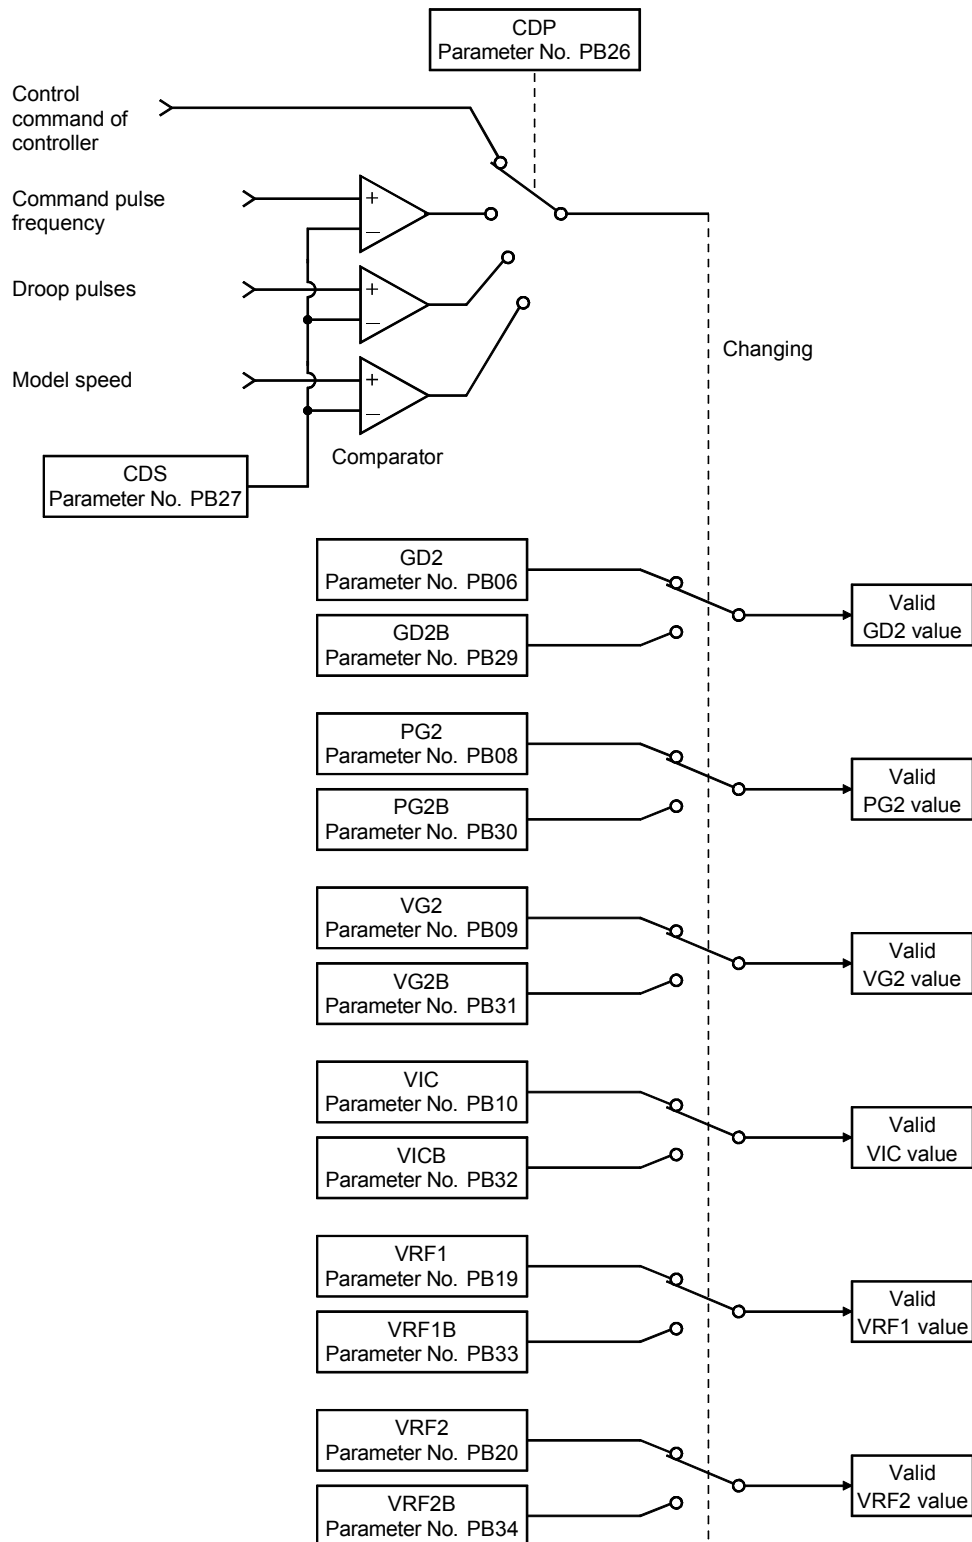 CDP
Parameter No. PB26
Control
command of
controller
Command pulse
frequency
+
−
Droop pulses
+
−
Changing
Model speed
+
−
Comparator
CDS
Parameter No. PB27
GD2
Parameter No. PB06
Valid
GD2 value
GD2B
Parameter No. PB29
PG2
Parameter No. PB08
Valid
PG2 value
PG2B
Parameter No. PB30
VG2
Parameter No. PB09
Valid
VG2 value
VG2B
Parameter No. PB31
VIC
Parameter No. PB10
Valid
VIC value
VICB
Parameter No. PB32
VRF1
Parameter No. PB19
Valid
VRF1 value
VRF1B
Parameter No. PB33
VRF2
Parameter No. PB20
Valid
VRF2 value
VRF2B
Parameter No. PB34